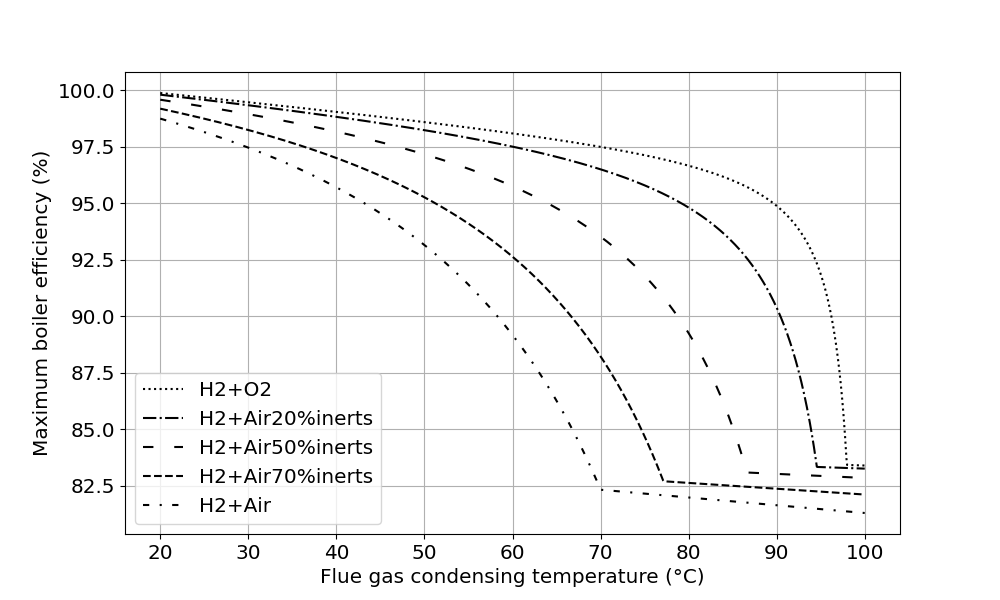 100.0
97.5
95.0
92.5
90.0
87.5
85.0
82.5
Maximum boiler efficiency (%)
H2+O2
H2+Air20%inerts
H2+Air50%inerts
H2+Air70%inerts
H2+Air
20 30 40 50 60 70 80 90 100
Flue gas condensing temperature (°C)